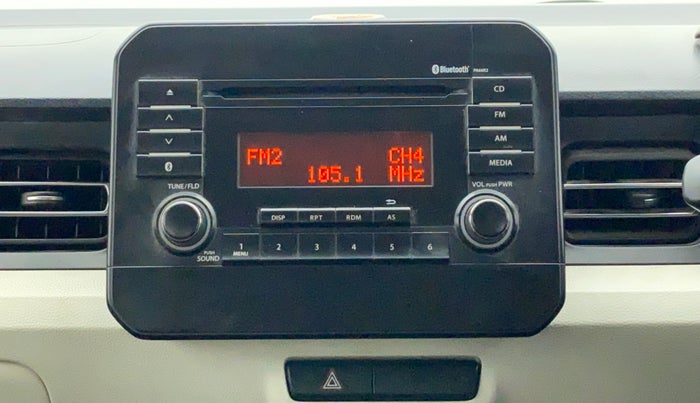 Bluetooth
CD
FM
AM
MEDIA
FM2 CH4
105.1 MHz
TUNE/FLD
VOL PUSH PWR
DISP RPT RDM AS
PUSH
SOUND
1 2 3 4 5 6
MENU